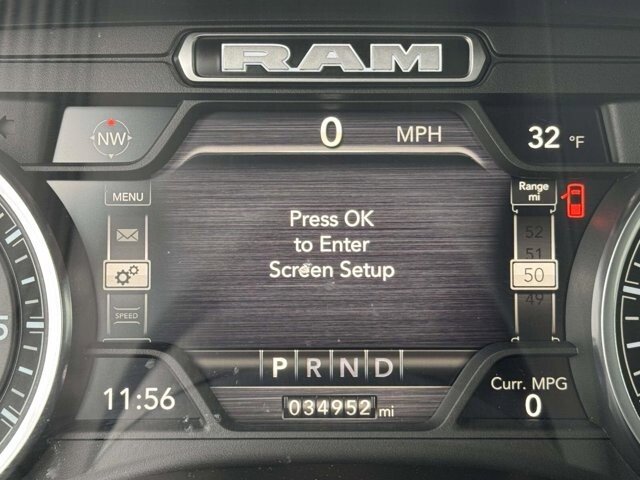 RAM
NW
0 MPH
32 °F
MENU
Range
mi
Press OK
to Enter
Screen Setup
52
51
50
49
SPEED
P R N D
11:56
034952 mi
Curr. MPG
0